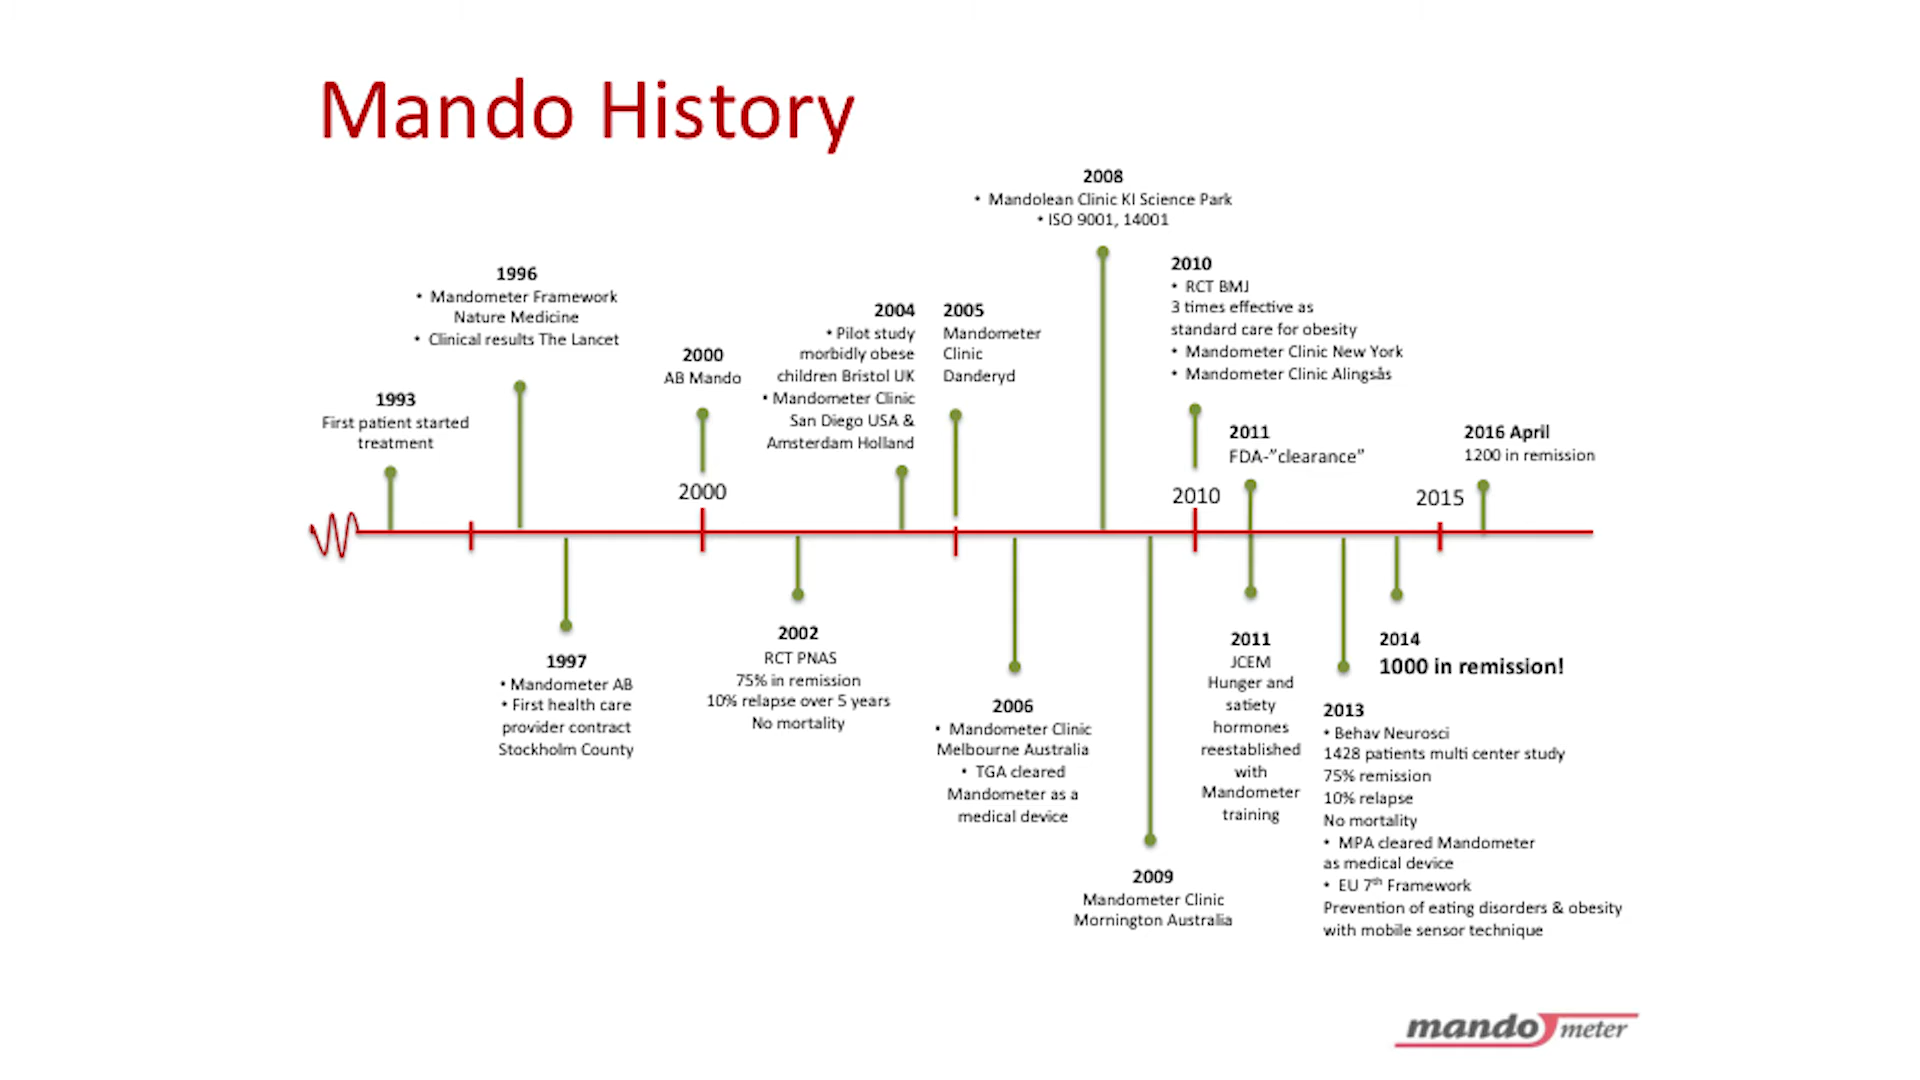 Mando History
2008
• Mandolean Clinic KI Science Park
• ISO 9001, 14001
1996
• Mandometer Framework
Nature Medicine
• Clinical results The Lancet
1993
First patient started
treatment
2000
AB Mando
2004
• Pilot study
morbidly obese
children Bristol UK
• Mandometer Clinic
San Diego USA &
Amsterdam Holland
2005
Mandometer
Clinic
Danderyd
2010
• RCT BMJ
3 times effective as
standard care for obesity
• Mandometer Clinic New York
• Mandometer Clinic Alingsås
2011
FDA-”clearance”
2016 April
1200 in remission
2000
2010
2015
1997
• Mandometer AB
• First health care
provider contract
Stockholm County
2002
RCT PNAS
75% in remission
10% relapse over 5 years
No mortality
2006
• Mandometer Clinic
Melbourne Australia
• TGA cleared
Mandometer as a
medical device
2009
Mandometer Clinic
Mornington Australia
2011
JCEM
Hunger and
satiety
hormones
reestablished
with
Mandometer
training
2014
1000 in remission!
2013
• Behav Neurosci
1428 patients multi center study
75% remission
10% relapse
No mortality
• MPA cleared Mandometer
as medical device
• EU 7th Framework
Prevention of eating disorders & obesity
with mobile sensor technique
mandometer